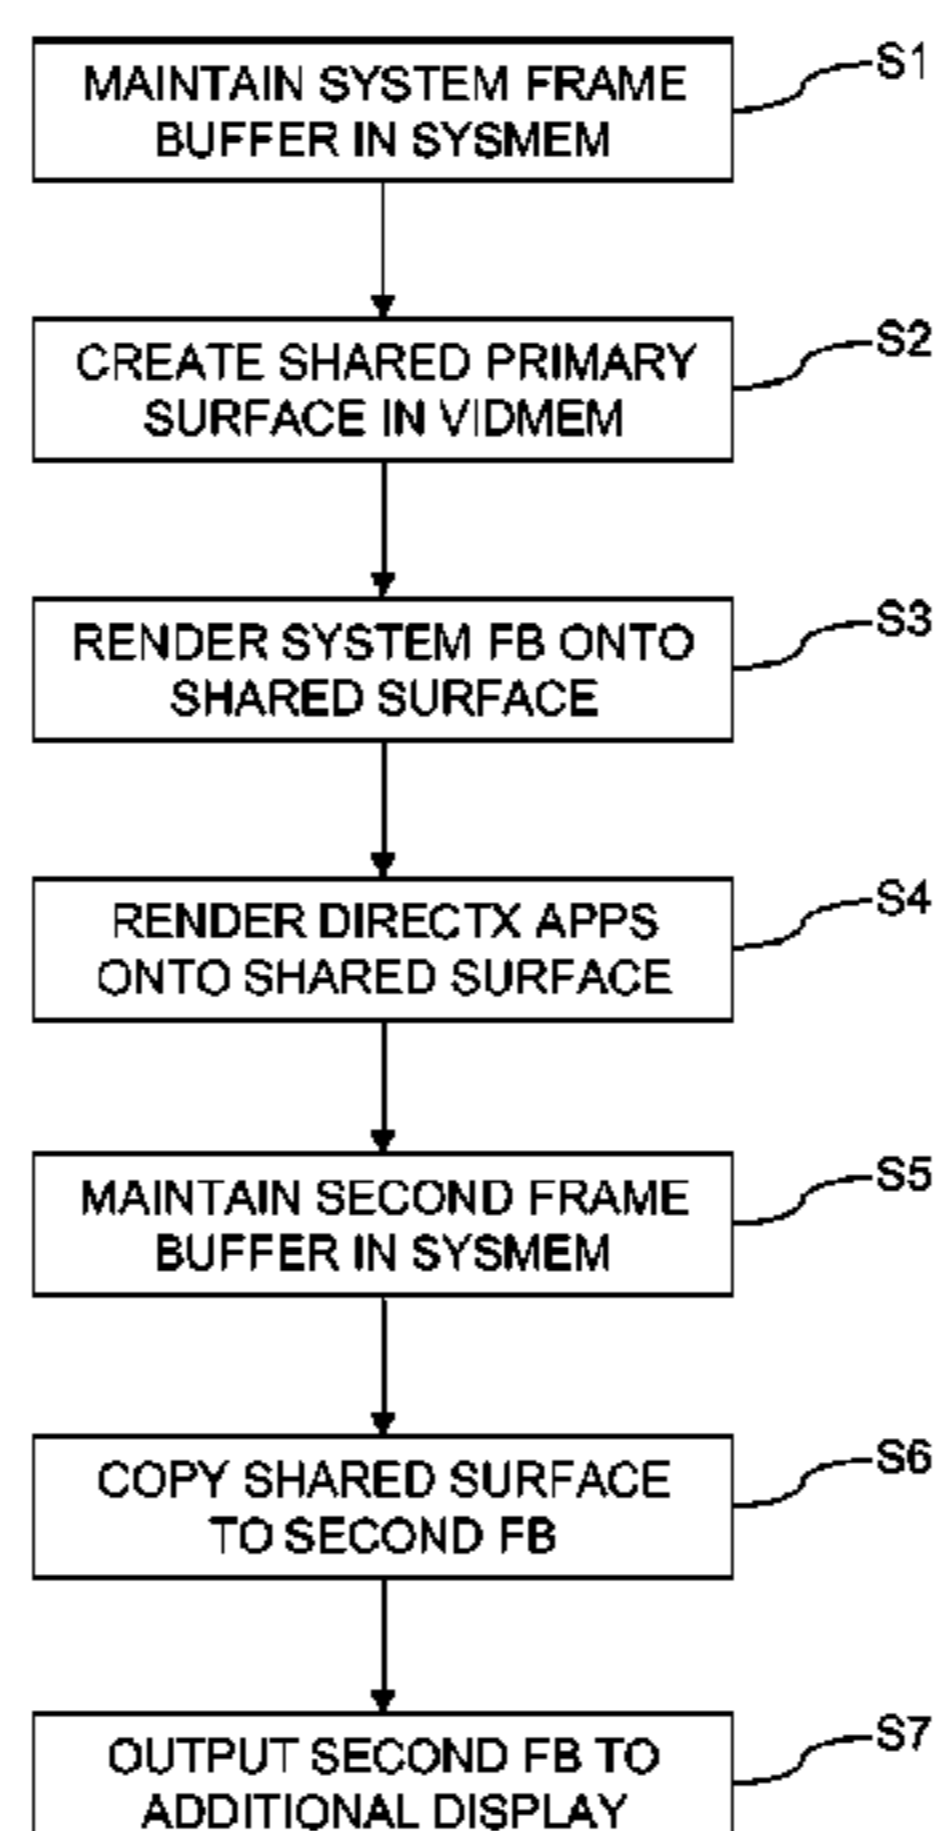 MAINTAIN SYSTEM FRAME
BUFFER IN SYSMEM
S1
CREATE SHARED PRIMARY
SURFACE IN VIDMEM
S2
RENDER SYSTEM FB ONTO
SHARED SURFACE
S3
RENDER DIRECTX APPS
ONTO SHARED SURFACE
S4
MAINTAIN SECOND FRAME
BUFFER IN SYSMEM
S5
COPY SHARED SURFACE
TO SECOND FB
S6
OUTPUT SECOND FB TO
ADDITIONAL DISPLAY
S7